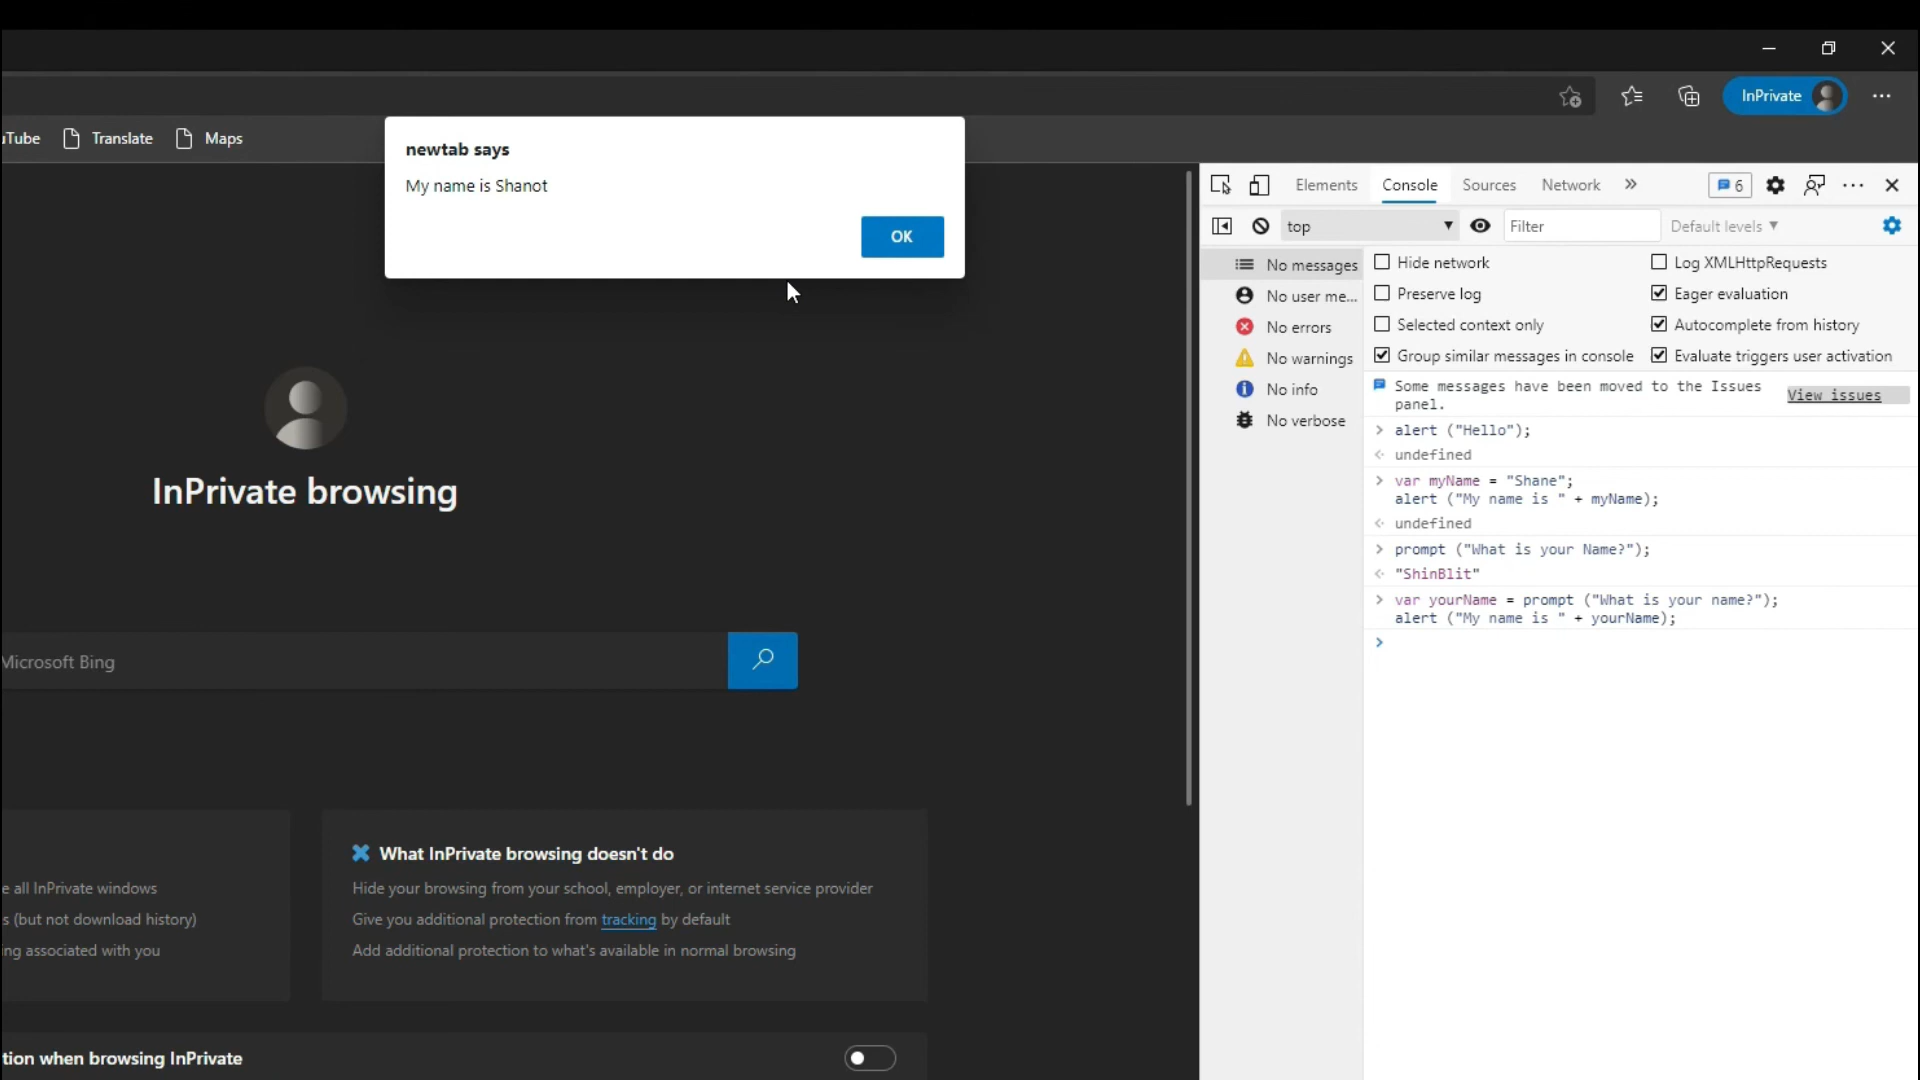 InPrivate
uTube Translate Maps
newtab says
My name is Shanot
OK
InPrivate browsing
Microsoft Bing
e all InPrivate windows
s (but not download history)
ing associated with you
What InPrivate browsing doesn't do
Hide your browsing from your school, employer, or internet service provider
Give you additional protection from tracking by default
Add additional protection to what's available in normal browsing
tion when browsing InPrivate
Elements Console Sources Network » 6
top Filter Default levels
No messages
No user me...
No errors
No warnings
No info
No verbose
Hide network Log XMLHttpRequests
Preserve log Eager evaluation
Selected context only Autocomplete from history
Group similar messages in console Evaluate triggers user activation
Some messages have been moved to the Issues View issues
panel.
> alert ("Hello");
undefined
> var myName = "Shane";
alert ("My name is " + myName);
undefined
> prompt ("What is your Name?");
"ShinBlit"
> var yourName = prompt ("What is your name?");
alert ("My name is " + yourName);
>